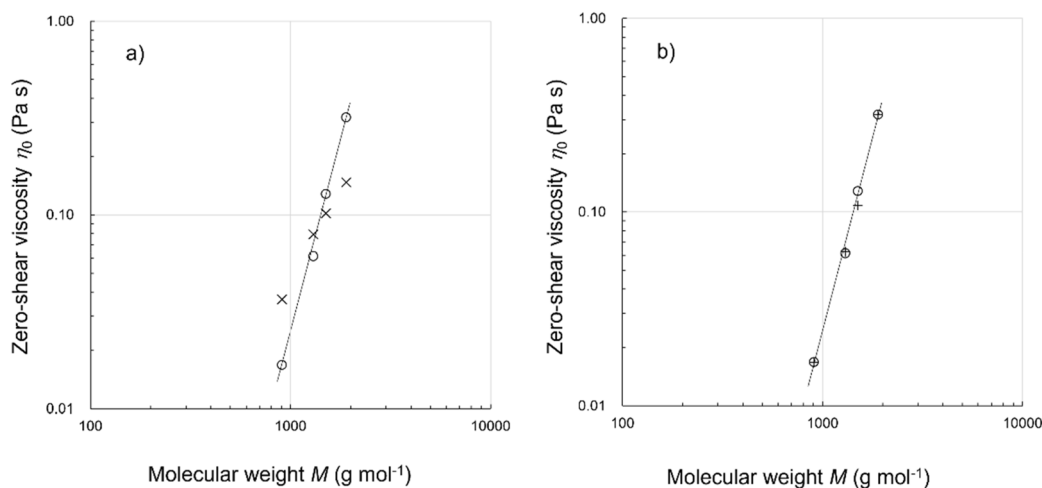 a)
1.00
0.10
0.01
100
1000
10000
Zero-shear viscosity η₀ (Pa s)
Molecular weight M (g mol⁻¹)
b)
1.00
0.10
0.01
100
1000
10000
Zero-shear viscosity η₀ (Pa s)
Molecular weight M (g mol⁻¹)